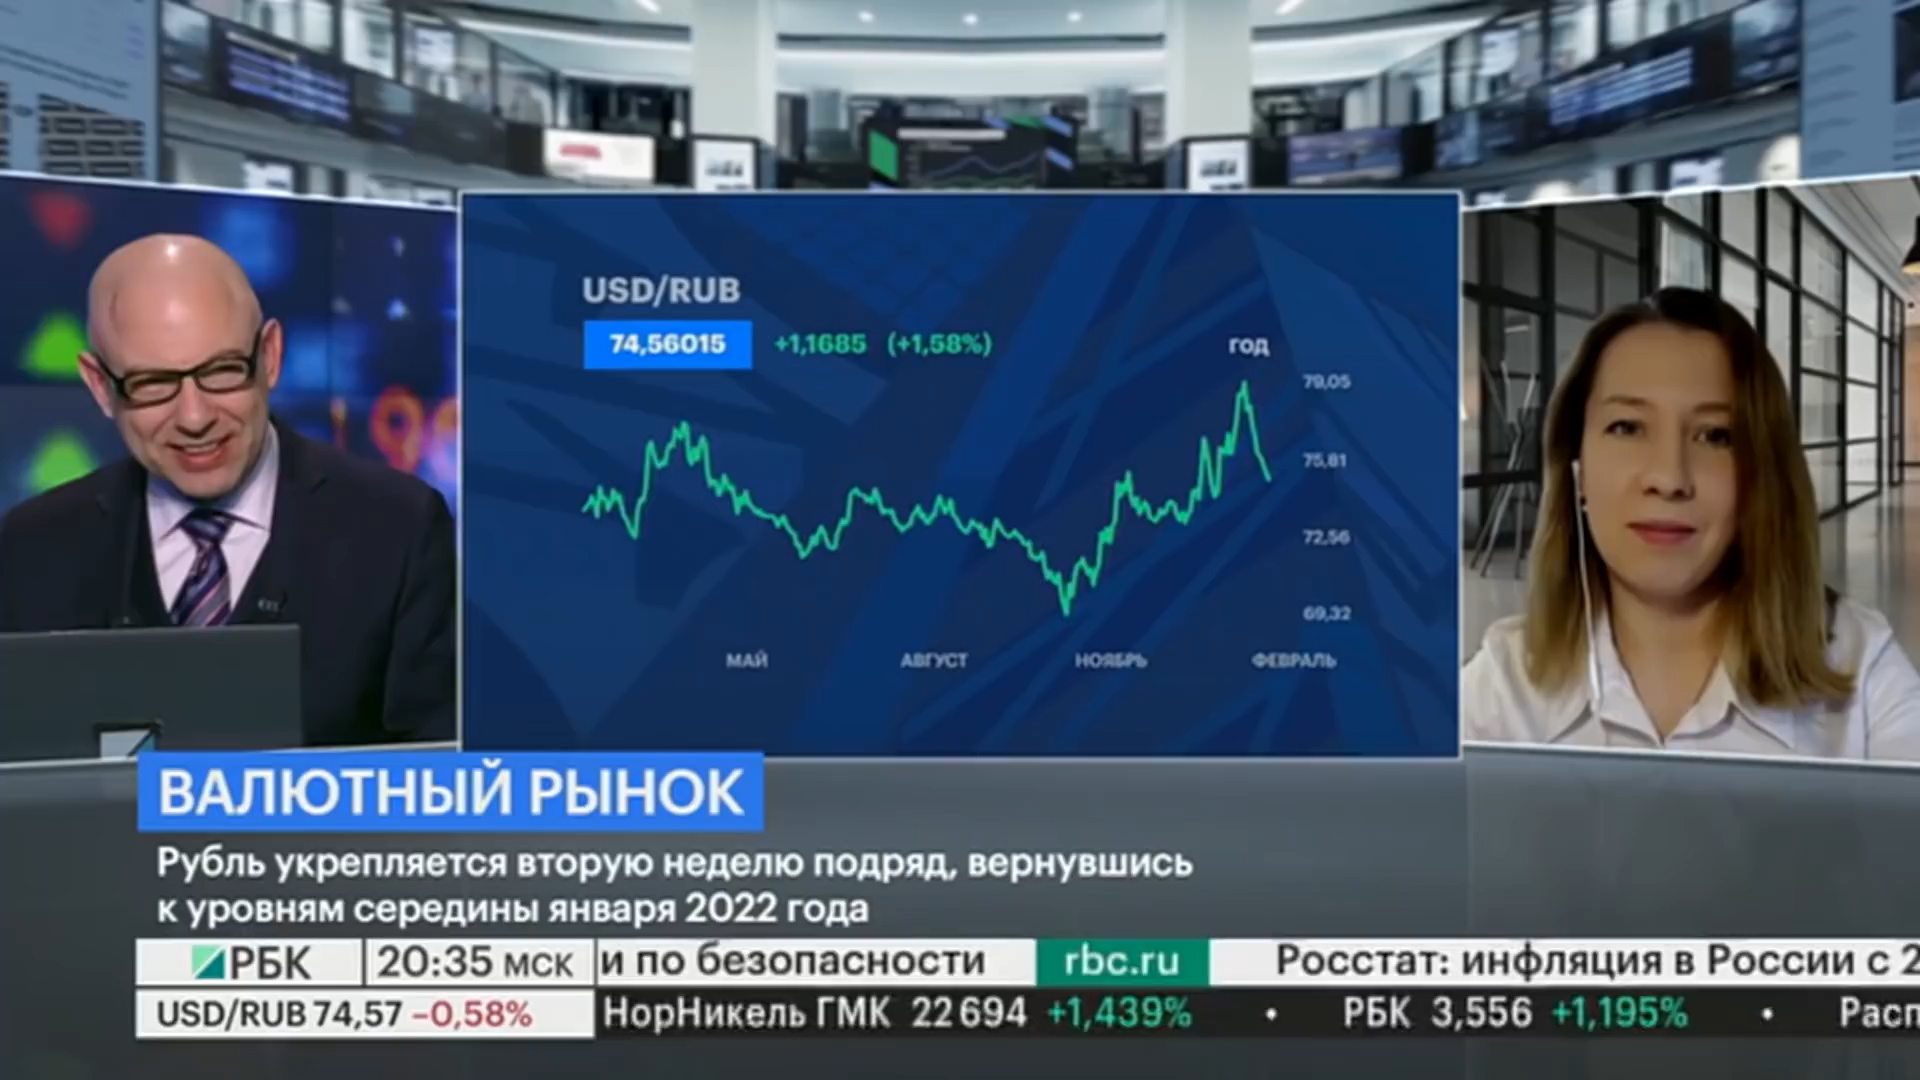 USD/RUB
74,56015 +1,1685 (+1,58%)
год
79,05
75,81
72,56
69,32
МАЙ АВГУСТ НОЯБРЬ ФЕВРАЛЬ
ВАЛЮТНЫЙ РЫНОК
Рубль укрепляется вторую неделю подряд, вернувшись
к уровням середины января 2022 года
РБК 20:35 МСК и по безопасности rbc.ru Росстат: инфляция в России с 2
USD/RUB 74,57 -0,58% НорНикель ГМК 22 694 +1,439% • РБК 3,556 +1,195% • Расп